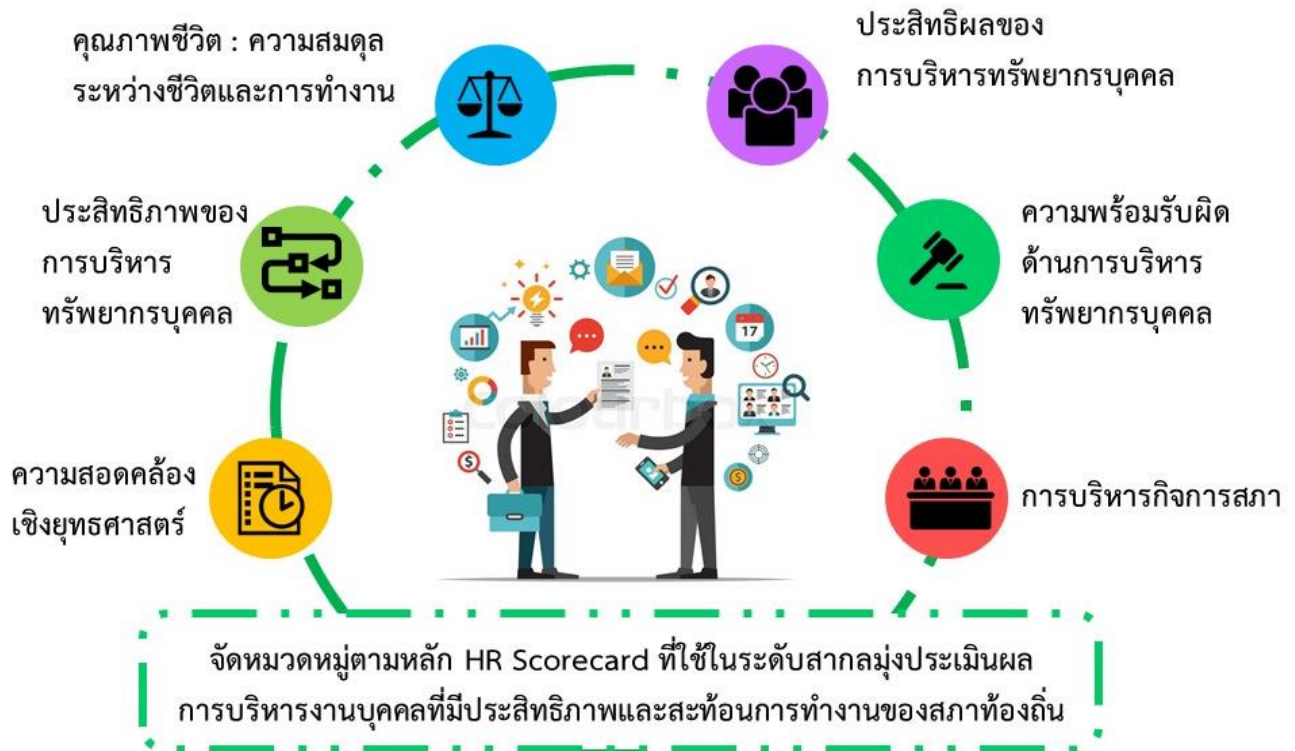 คุณภาพชีวิต : ความสมดุล
ระหว่างชีวิตและการทำงาน
ประสิทธิผลของ
การบริหารทรัพยากรบุคคล
ประสิทธิภาพของ
การบริหาร
ทรัพยากรบุคคล
ความพร้อมรับผิด
ด้านการบริหาร
ทรัพยากรบุคคล
17
ความสอดคล้อง
เชิงยุทธศาสตร์
การบริหารกิจการสภา
จัดหมวดหมู่ตามหลัก HR Scorecard ที่ใช้ในระดับสากลมุ่งประเมินผล
การบริหารงานบุคคลที่มีประสิทธิภาพและสะท้อนการทำงานของสภาท้องถิ่น